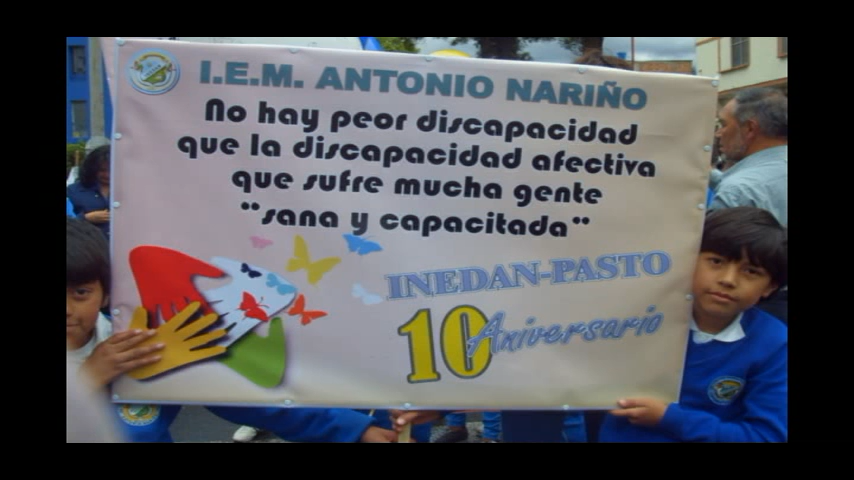 I.E.M. ANTONIO NARIÑO
No hay peor discapacidad
que la discapacidad afectiva
que sufre mucha gente
"sana y capacitada"
INEDAN-PASTO
10 Aniversario